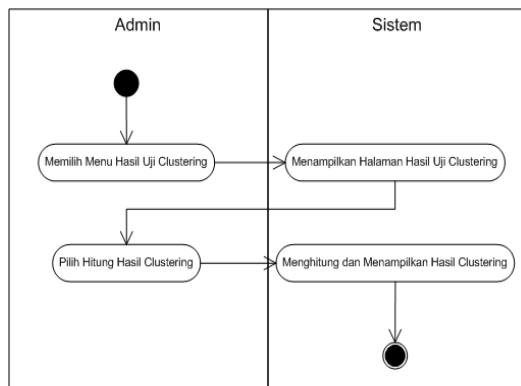 Admin
Sistem
Memilih Menu Hasil Uji Clustering
Menampilkan Halaman Hasil Uji Clustering
Pilih Hitung Hasil Clustering
Menghitung dan Menampilkan Hasil Clustering